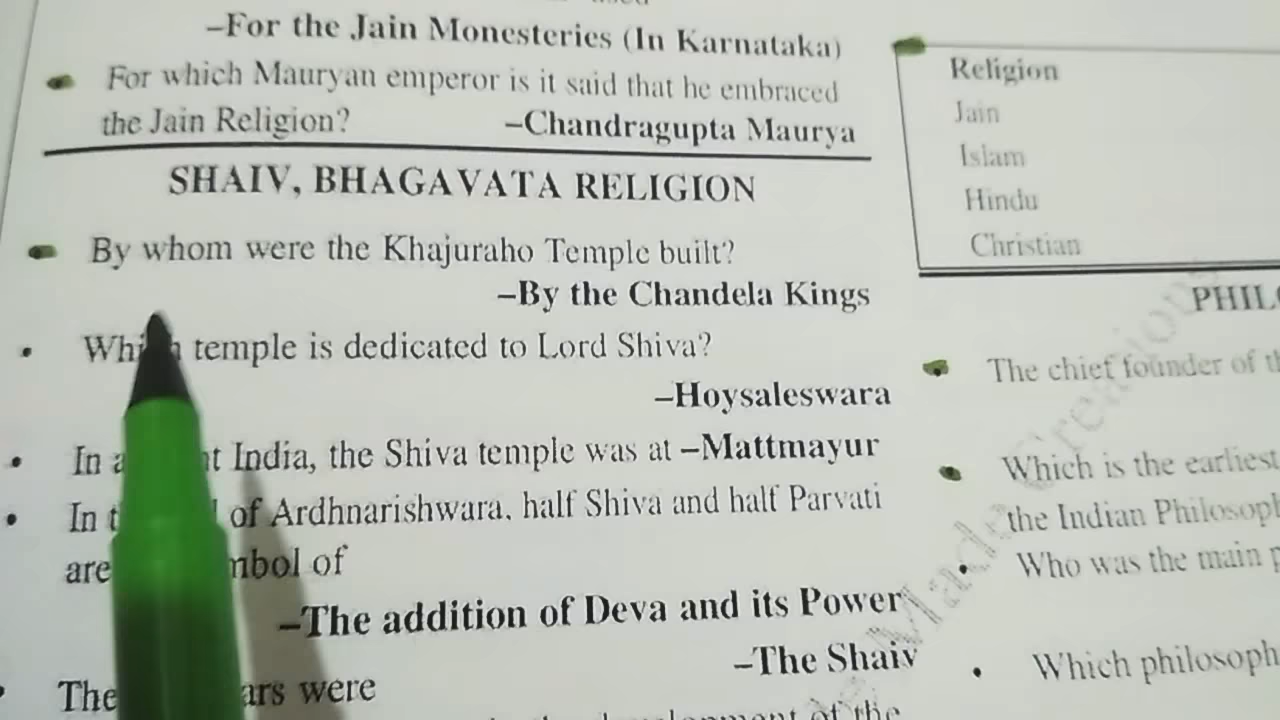 –For the Jain Monesteries (In Karnataka)
For which Mauryan emperor is it said that he embraced
the Jain Religion? –Chandragupta Maurya
SHAIV, BHAGAVATA RELIGION
By whom were the Khajuraho Temple built?
–By the Chandela Kings
• Which temple is dedicated to Lord Shiva?
–Hoysaleswara
• In a t India, the Shiva temple was at –Mattmayur
• In t of Ardhnarishwara, half Shiva and half Parvati
are mbol of
–The addition of Deva and its Power
–The Shaiv
The ars were
development of the
Religion
Jain
Islam
Hindu
Christian
PHIL
The chief founder of t
Which is the earliest
the Indian Philosoph
• Who was the main p
• Which philosoph